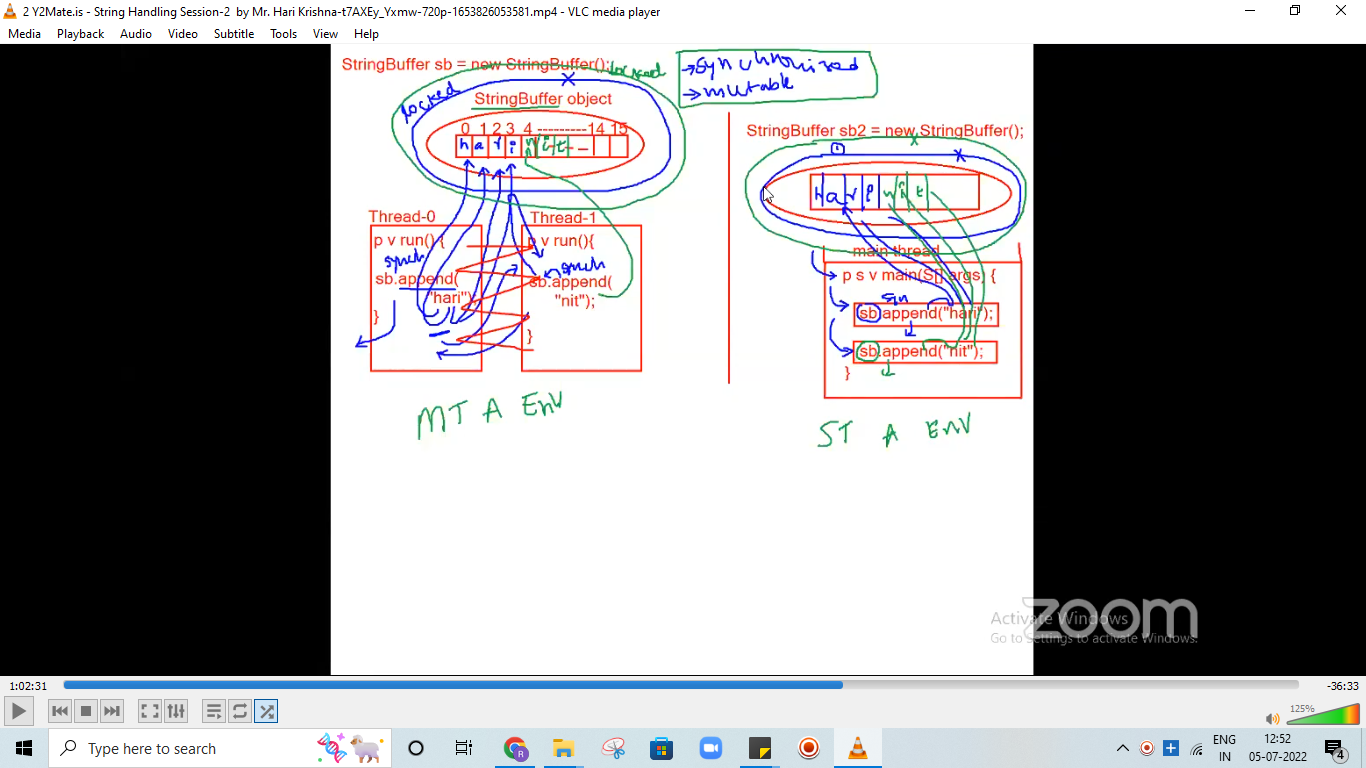 2 Y2Mate.is - String Handling Session-2 by Mr. Hari Krishna-t7AXEy_Yxmw-720p-1653826053581.mp4 - VLC media player
Media Playback Audio Video Subtitle Tools View Help
StringBuffer sb = new StringBuffer();
locked
→synchronized
→mutable
locked
StringBuffer object
0 1 2 3 4 ---------14 15
h a r i n i t
Thread-0
Thread-1
p v run() {
synch
sb.append(
"hari");
}
p v run(){
synch
sb.append(
"nit");
}
MT A Env
StringBuffer sb2 = new StringBuffer();
1
h a r i n i t
main thread
p s v main(S[] args) {
syn
sb.append("hari");
sb.append("nit");
}
ST A Env
zoom
Activate Windows
Go to Settings to activate Windows.
1:02:31
-36:33
125%
Type here to search
ENG
IN
12:52
05-07-2022
4